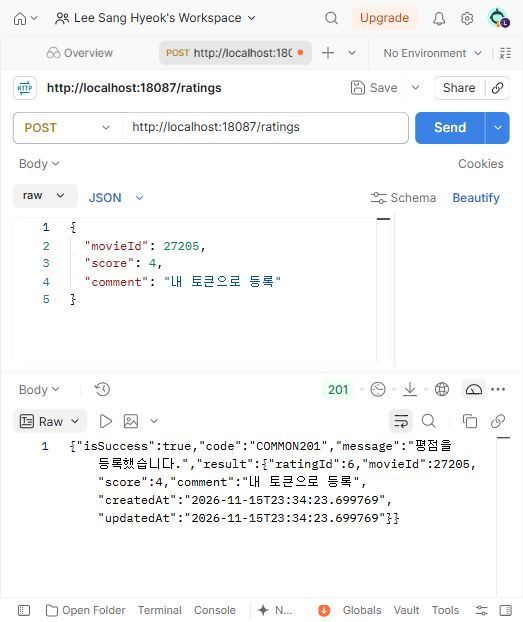 Lee Sang Hyeok's Workspace Upgrade L
Overview POST http://localhost:180 No Environment
HTTP http://localhost:18087/ratings Save Share
POST http://localhost:18087/ratings Send
Body Cookies
raw JSON Schema Beautify
1 {
2 "movieId": 27205,
3 "score": 4,
4 "comment": "내 토큰으로 등록"
5 }
Body 201
Raw
1 {"isSuccess":true,"code":"COMMON201","message":"평점을
등록했습니다.","result":{"ratingId":6,"movieId":27205,
"score":4,"comment":"내 토큰으로 등록",
"createdAt":"2026-11-15T23:34:23.699769",
"updatedAt":"2026-11-15T23:34:23.699769"}}
Open Folder Terminal Console N... Globals Vault Tools